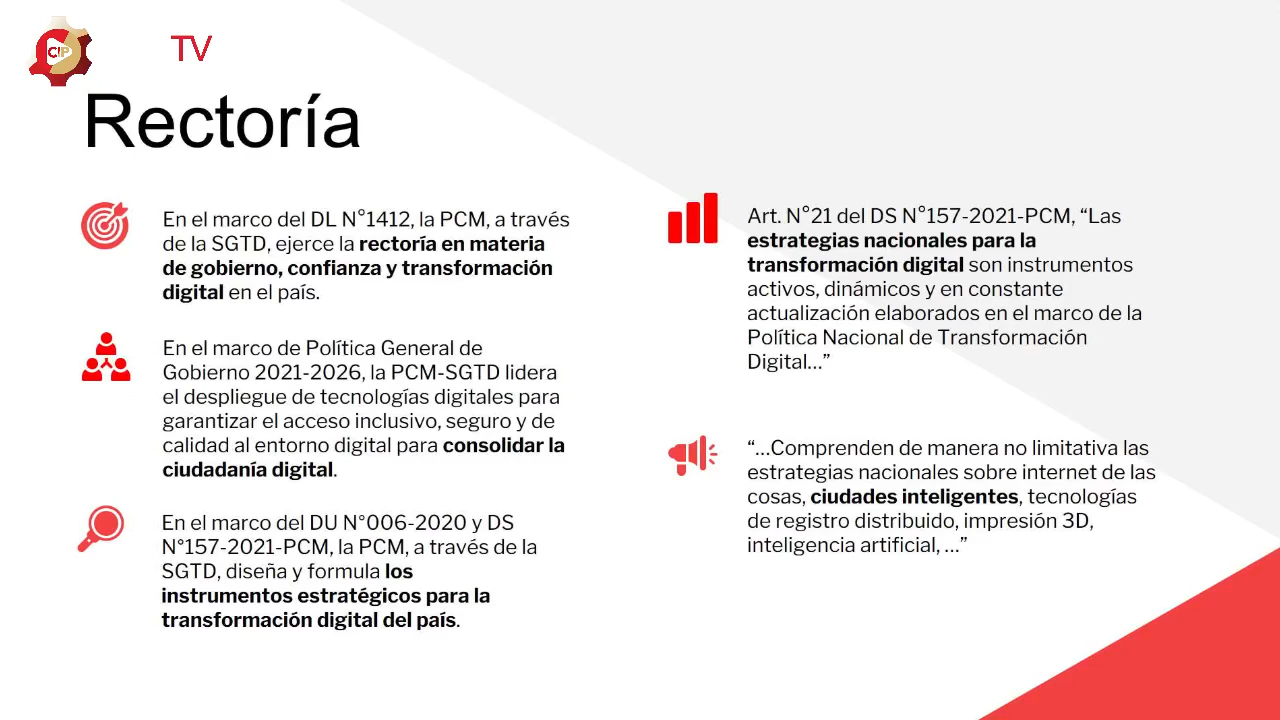 CIP
TV
Rectoría
En el marco del DL N°1412, la PCM, a través
de la SGTD, ejerce la rectoría en materia
de gobierno, confianza y transformación
digital en el país.
En el marco de Política General de
Gobierno 2021-2026, la PCM-SGTD lidera
el despliegue de tecnologías digitales para
garantizar el acceso inclusivo, seguro y de
calidad al entorno digital para consolidar la
ciudadanía digital.
En el marco del DU N°006-2020 y DS
N°157-2021-PCM, la PCM, a través de la
SGTD, diseña y formula los
instrumentos estratégicos para la
transformación digital del país.
Art. N°21 del DS N°157-2021-PCM, “Las
estrategias nacionales para la
transformación digital son instrumentos
activos, dinámicos y en constante
actualización elaborados en el marco de la
Política Nacional de Transformación
Digital...”
“...Comprenden de manera no limitativa las
estrategias nacionales sobre internet de las
cosas, ciudades inteligentes, tecnologías
de registro distribuido, impresión 3D,
inteligencia artificial, ...”